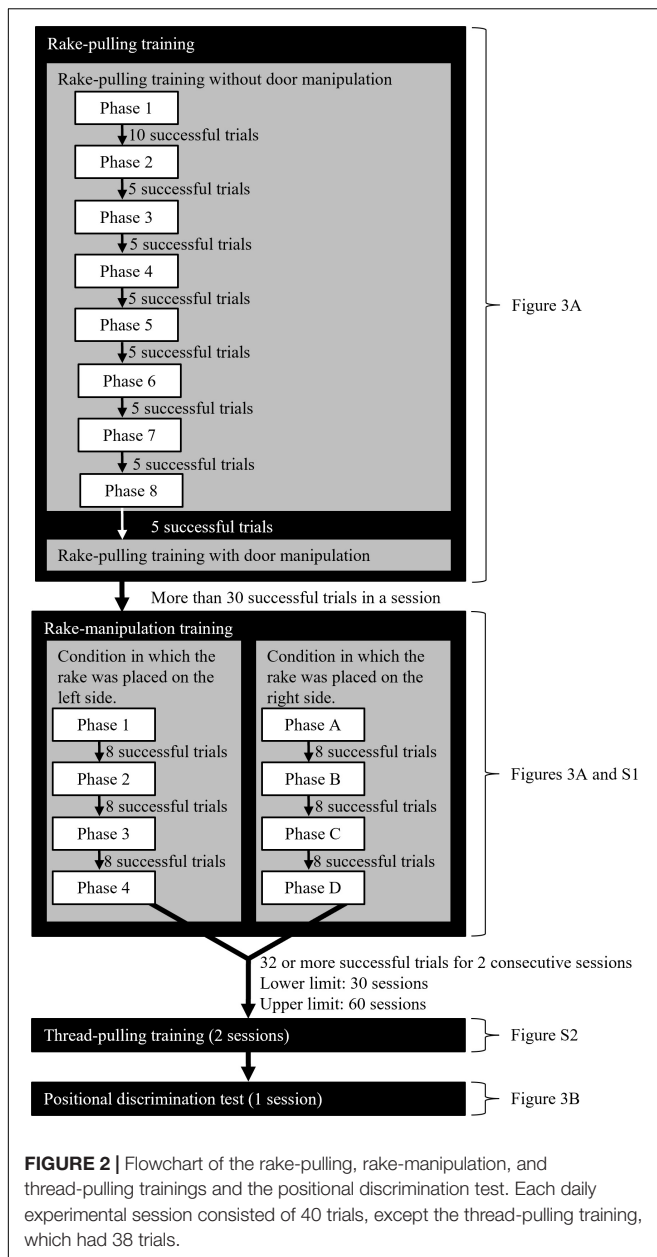 Rake-pulling training
Rake-pulling training without door manipulation
Phase 1
10 successful trials
Phase 2
5 successful trials
Phase 3
5 successful trials
Phase 4
5 successful trials
Phase 5
5 successful trials
Phase 6
5 successful trials
Phase 7
5 successful trials
Phase 8
5 successful trials
Rake-pulling training with door manipulation
Figure 3A
More than 30 successful trials in a session
Rake-manipulation training
Condition in which the
rake was placed on the
left side.
Phase 1
8 successful trials
Phase 2
8 successful trials
Phase 3
8 successful trials
Phase 4
Condition in which the
rake was placed on the
right side.
Phase A
8 successful trials
Phase B
8 successful trials
Phase C
8 successful trials
Phase D
Figures 3A and S1
32 or more successful trials for 2 consecutive sessions
Lower limit: 30 sessions
Upper limit: 60 sessions
Thread-pulling training (2 sessions)
Figure S2
Positional discrimination test (1 session)
Figure 3B
FIGURE 2 | Flowchart of the rake-pulling, rake-manipulation, and
thread-pulling trainings and the positional discrimination test. Each daily
experimental session consisted of 40 trials, except the thread-pulling training,
which had 38 trials.